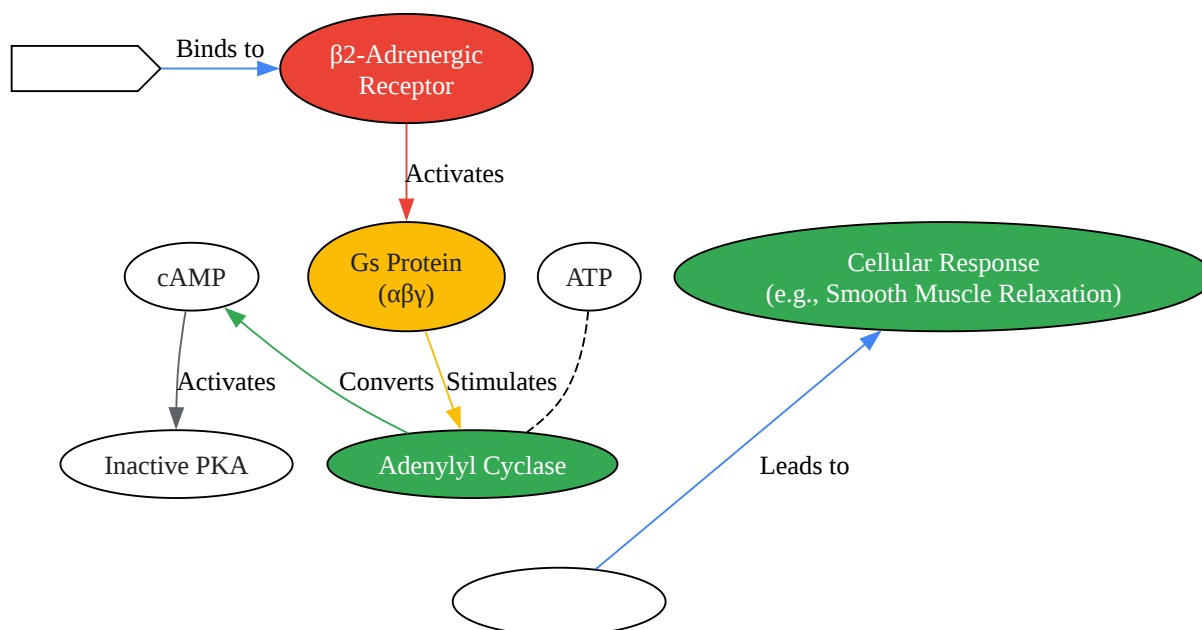 Binds to
β2-Adrenergic
Receptor
Activates
cAMP
Gs Protein
(αβγ)
ATP
Cellular Response
(e.g., Smooth Muscle Relaxation)
Activates
Converts
Stimulates
Inactive PKA
Adenylyl Cyclase
Leads to